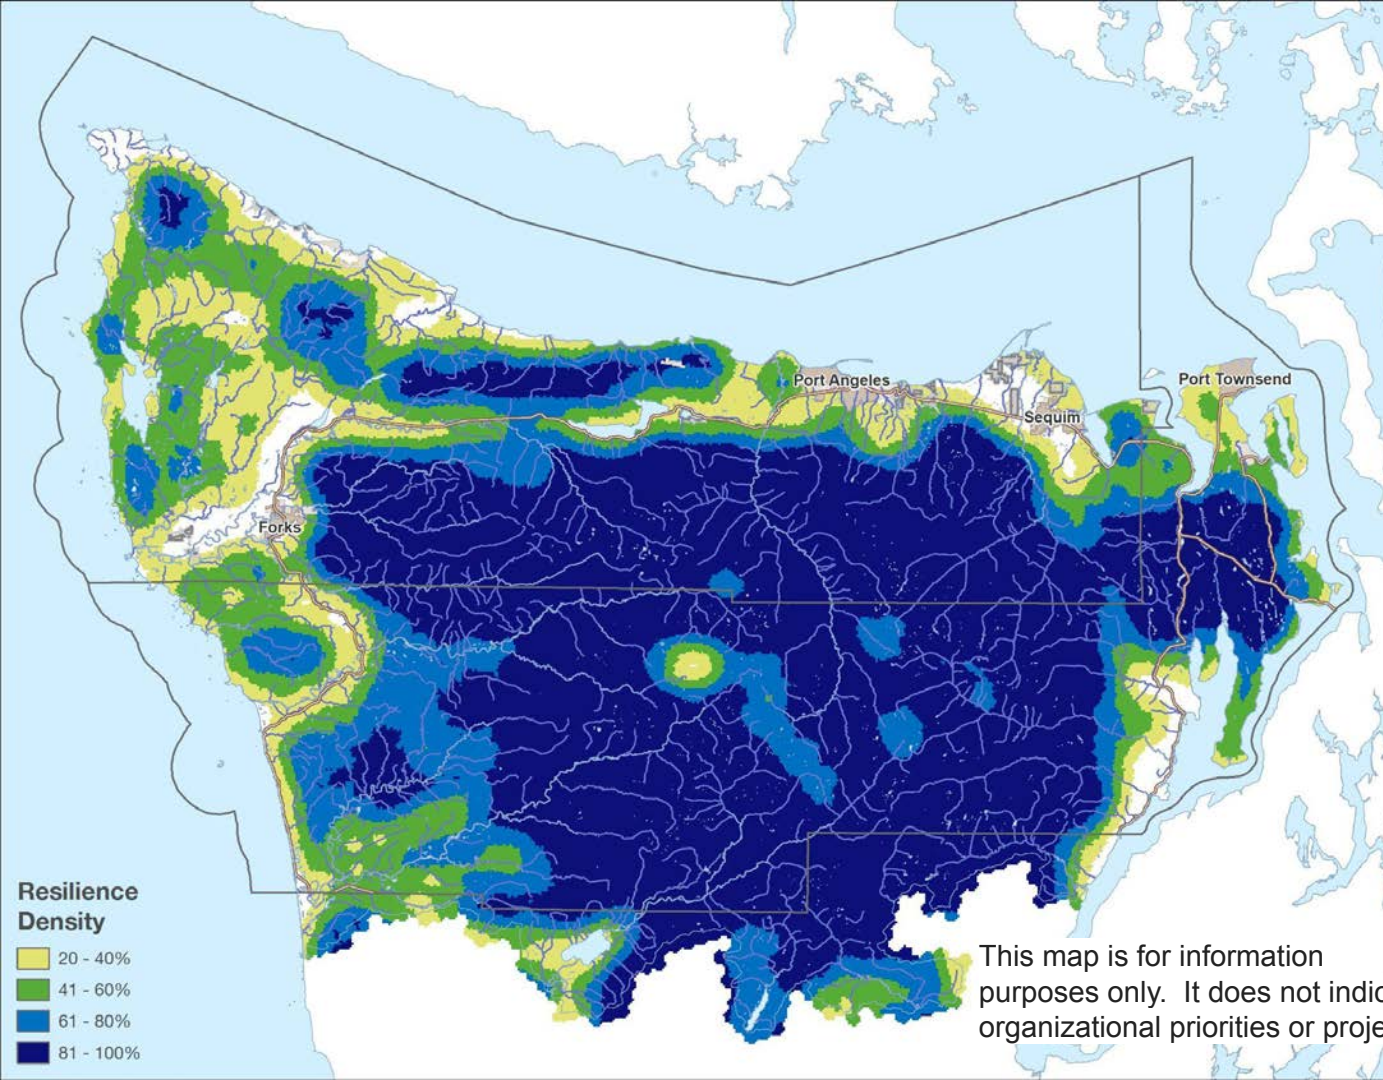 Port Angeles
Port Townsend
Sequim
Forks
Resilience
Density
20 - 40%
41 - 60%
61 - 80%
81 - 100%
This map is for information
purposes only.  It does not indic
organizational priorities or proje